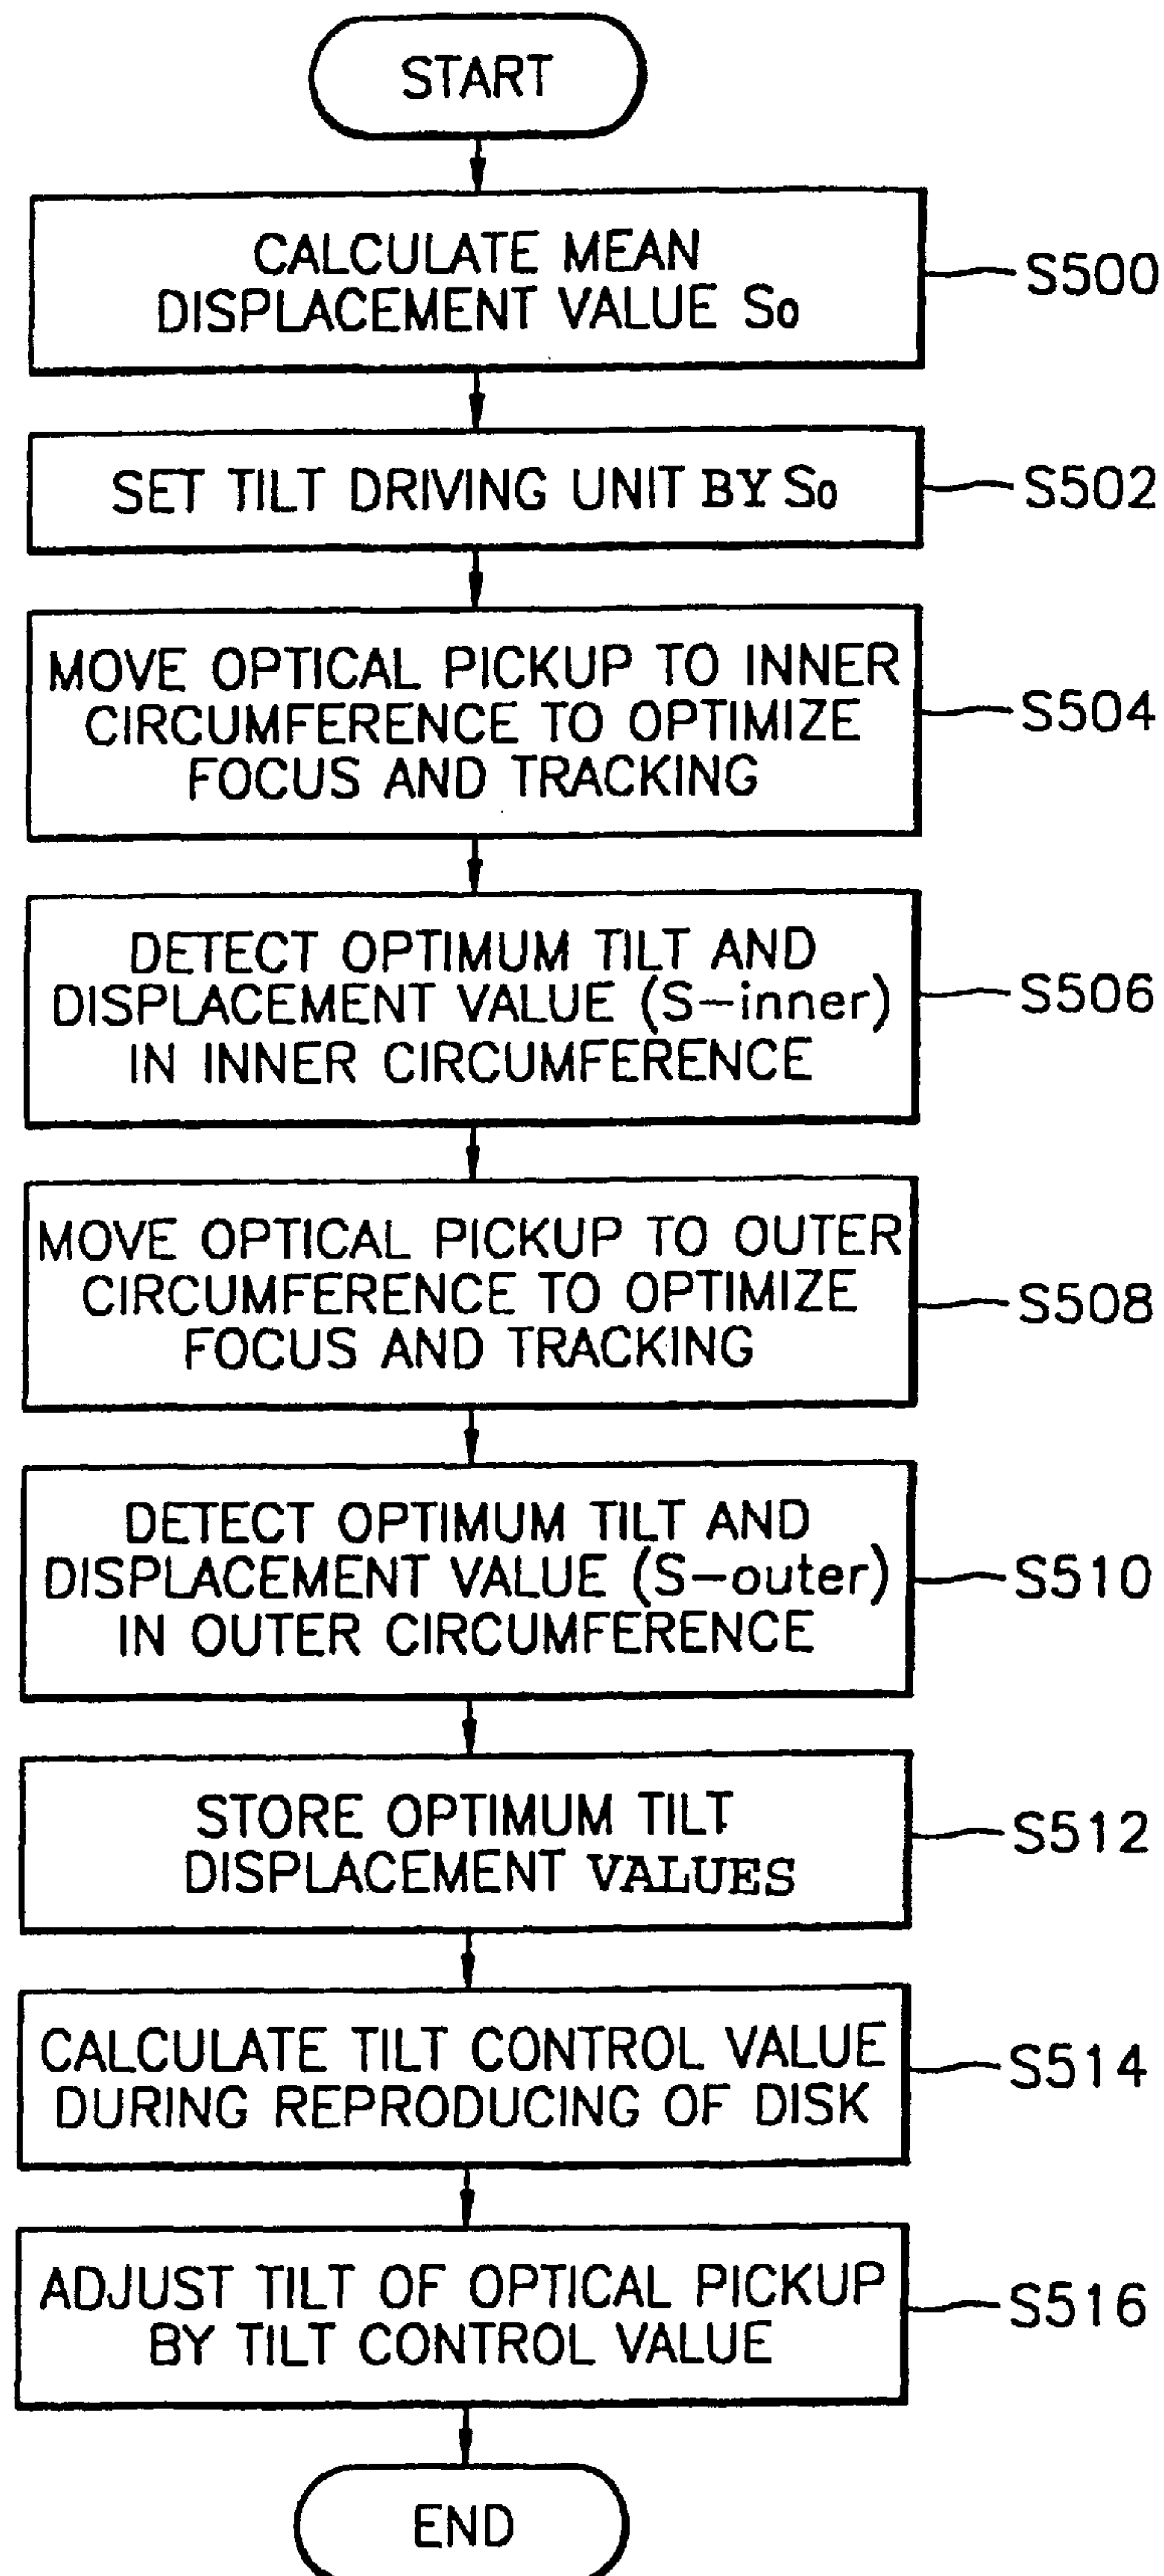 START
CALCULATE MEAN
DISPLACEMENT VALUE S0
S500
SET TILT DRIVING UNIT BY S0
S502
MOVE OPTICAL PICKUP TO INNER
CIRCUMFERENCE TO OPTIMIZE
FOCUS AND TRACKING
S504
DETECT OPTIMUM TILT AND
DISPLACEMENT VALUE (S-inner)
IN INNER CIRCUMFERENCE
S506
MOVE OPTICAL PICKUP TO OUTER
CIRCUMFERENCE TO OPTIMIZE
FOCUS AND TRACKING
S508
DETECT OPTIMUM TILT AND
DISPLACEMENT VALUE (S-outer)
IN OUTER CIRCUMFERENCE
S510
STORE OPTIMUM TILT
DISPLACEMENT VALUES
S512
CALCULATE TILT CONTROL VALUE
DURING REPRODUCING OF DISK
S514
ADJUST TILT OF OPTICAL PICKUP
BY TILT CONTROL VALUE
S516
END